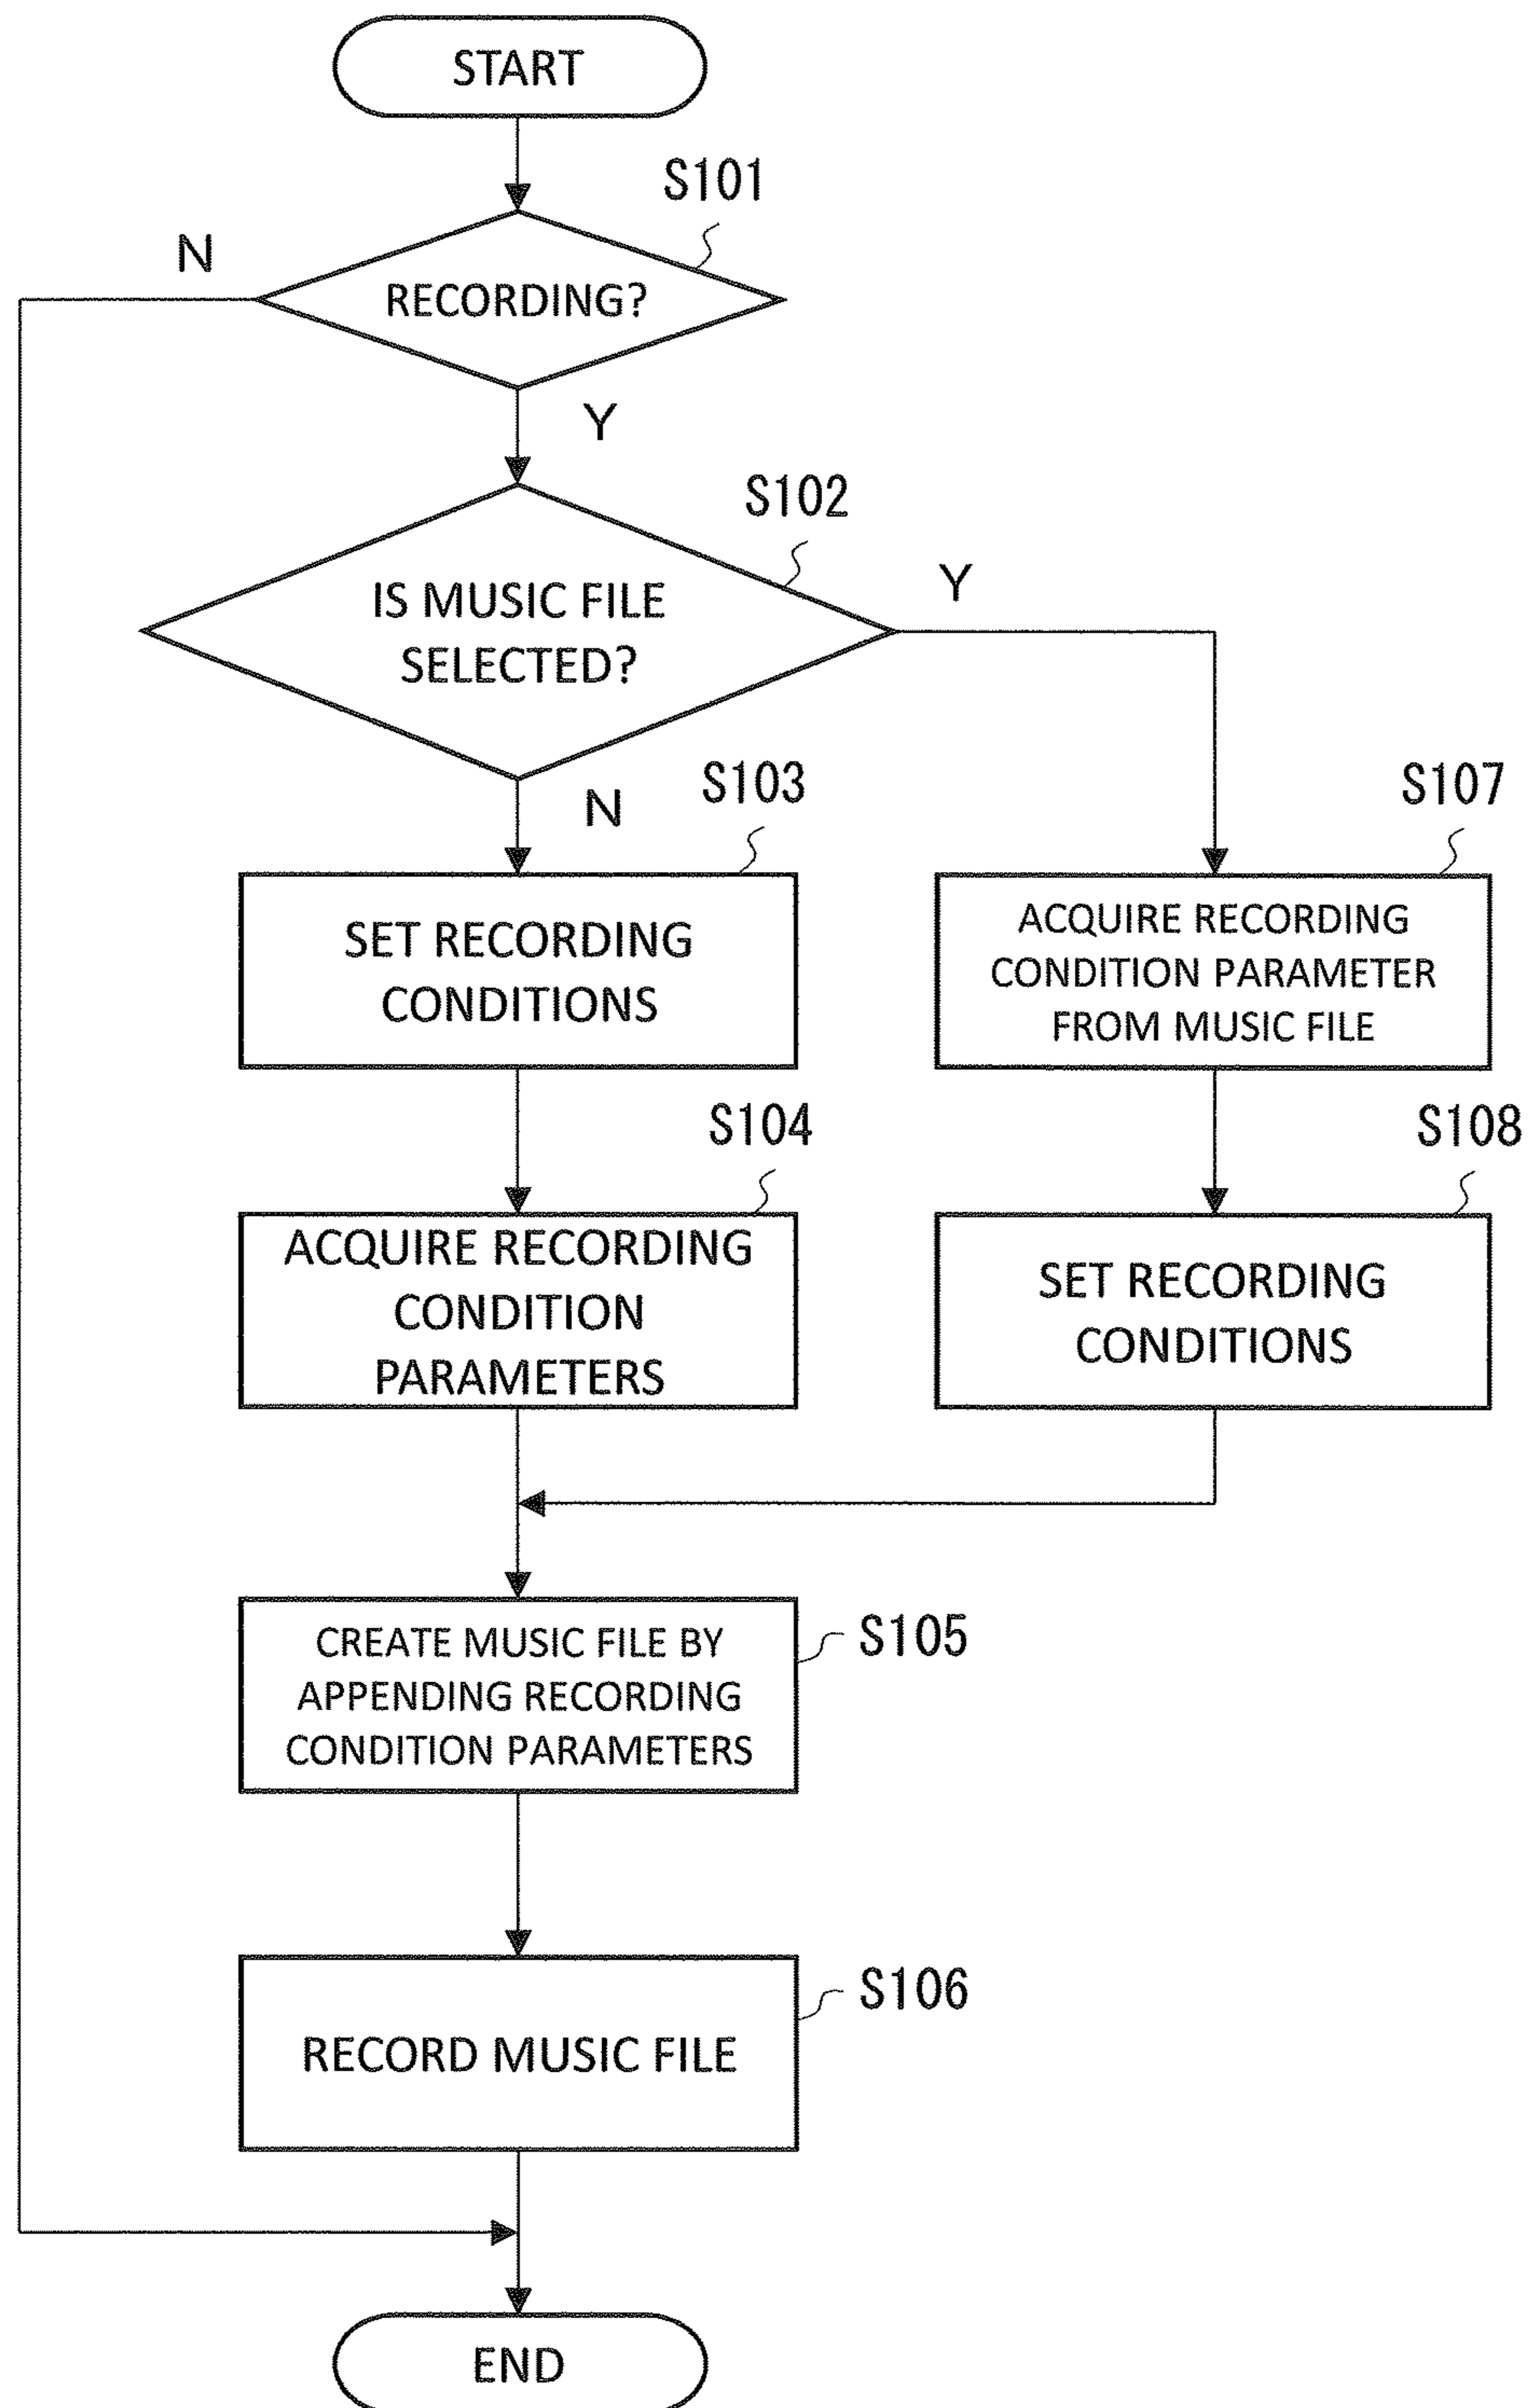 START
S101
N
RECORDING?
Y
S102
IS MUSIC FILE
SELECTED?
Y
N
S103
SET RECORDING
CONDITIONS
S107
ACQUIRE RECORDING
CONDITION PARAMETER
FROM MUSIC FILE
S104
ACQUIRE RECORDING
CONDITION
PARAMETERS
S108
SET RECORDING
CONDITIONS
S105
CREATE MUSIC FILE BY
APPENDING RECORDING
CONDITION PARAMETERS
S106
RECORD MUSIC FILE
END